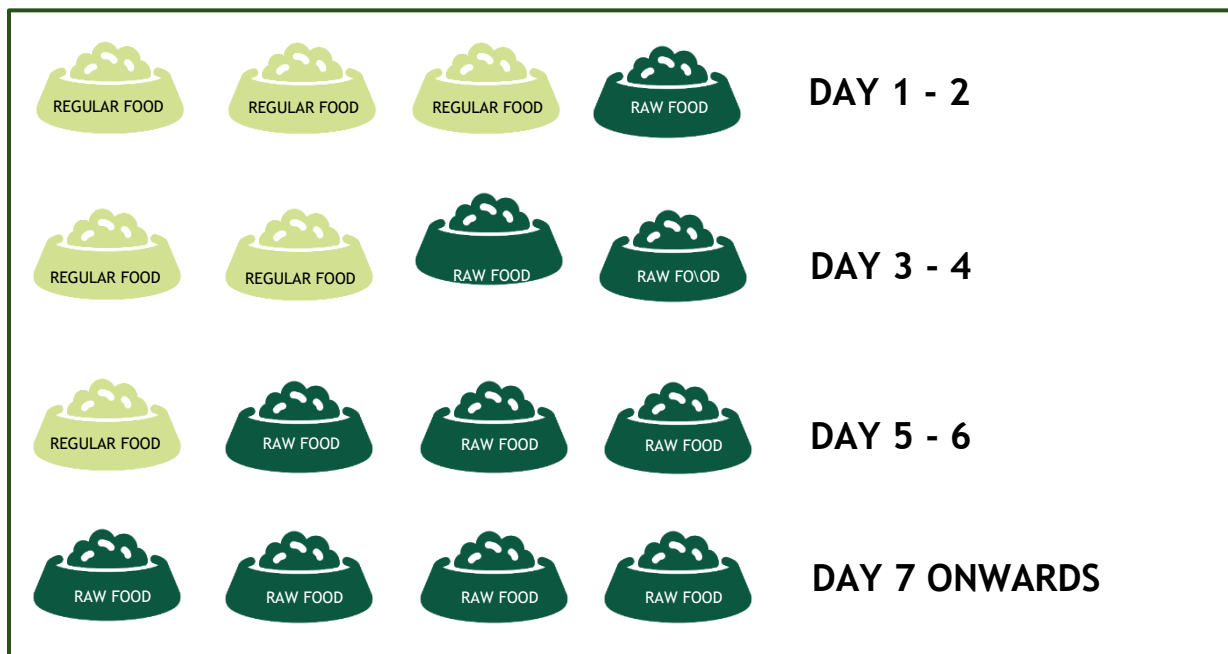 REGULAR FOOD REGULAR FOOD REGULAR FOOD RAW FOOD DAY 1 - 2
REGULAR FOOD REGULAR FOOD RAW FOOD RAW FO\OD DAY 3 - 4
REGULAR FOOD RAW FOOD RAW FOOD RAW FOOD DAY 5 - 6
RAW FOOD RAW FOOD RAW FOOD RAW FOOD DAY 7 ONWARDS